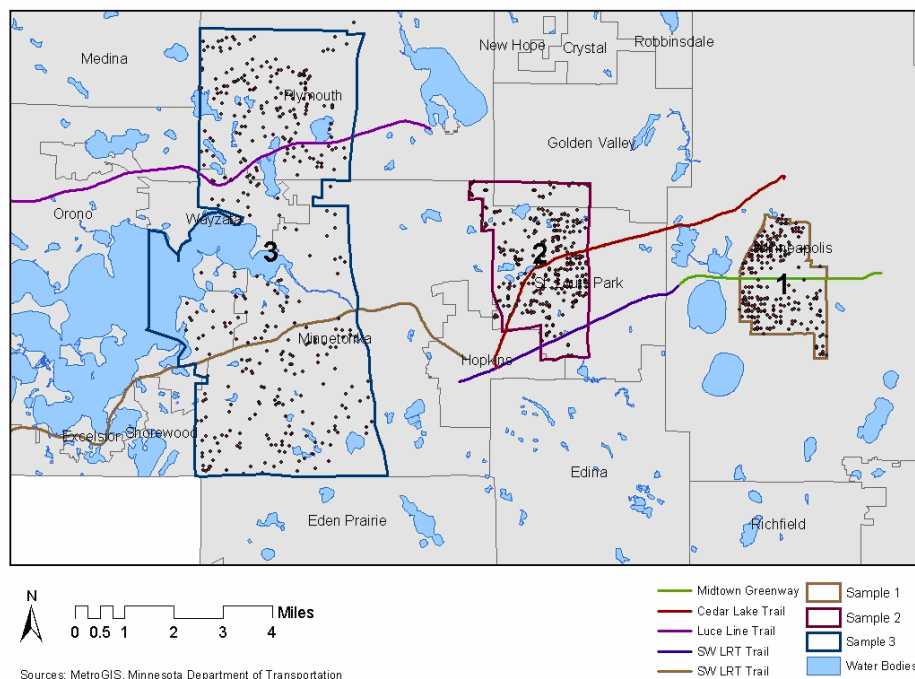 Medina
New Hope
Crystal
Robbinsdale
Plymouth
Golden Valley
Orono
Wayzata
3
2
Minneapolis
1
St. Louis Park
Minnetonka
Hopkins
Excelsior
Shorewood
Edina
Eden Prairie
Richfield
N
Miles
0 0.5 1 2 3 4
Midtown Greenway
Cedar Lake Trail
Luce Line Trail
SW LRT Trail
SW LRT Trail
Sample 1
Sample 2
Sample 3
Water Bodies
Sources: MetroGIS, Minnesota Department of Transportation